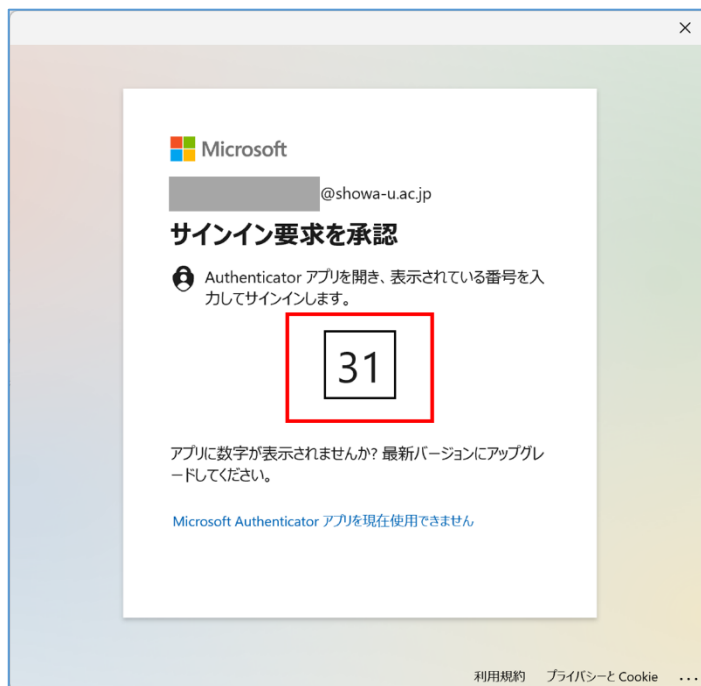 Microsoft
@showa-u.ac.jp
サインイン要求を承認
Authenticator アプリを開き、表示されている番号を入
力してサインインします。
31
アプリに数字が表示されませんか? 最新バージョンにアップグレ
ードしてください。
Microsoft Authenticator アプリを現在使用できません
利用規約 プライバシーと Cookie ...